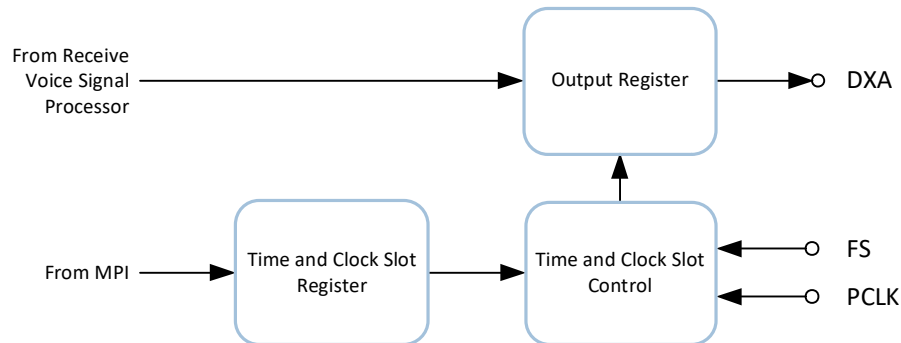 From Receive
Voice Signal
Processor
Output Register
DXA
From MPI
Time and Clock Slot
Register
Time and Clock Slot
Control
FS
PCLK